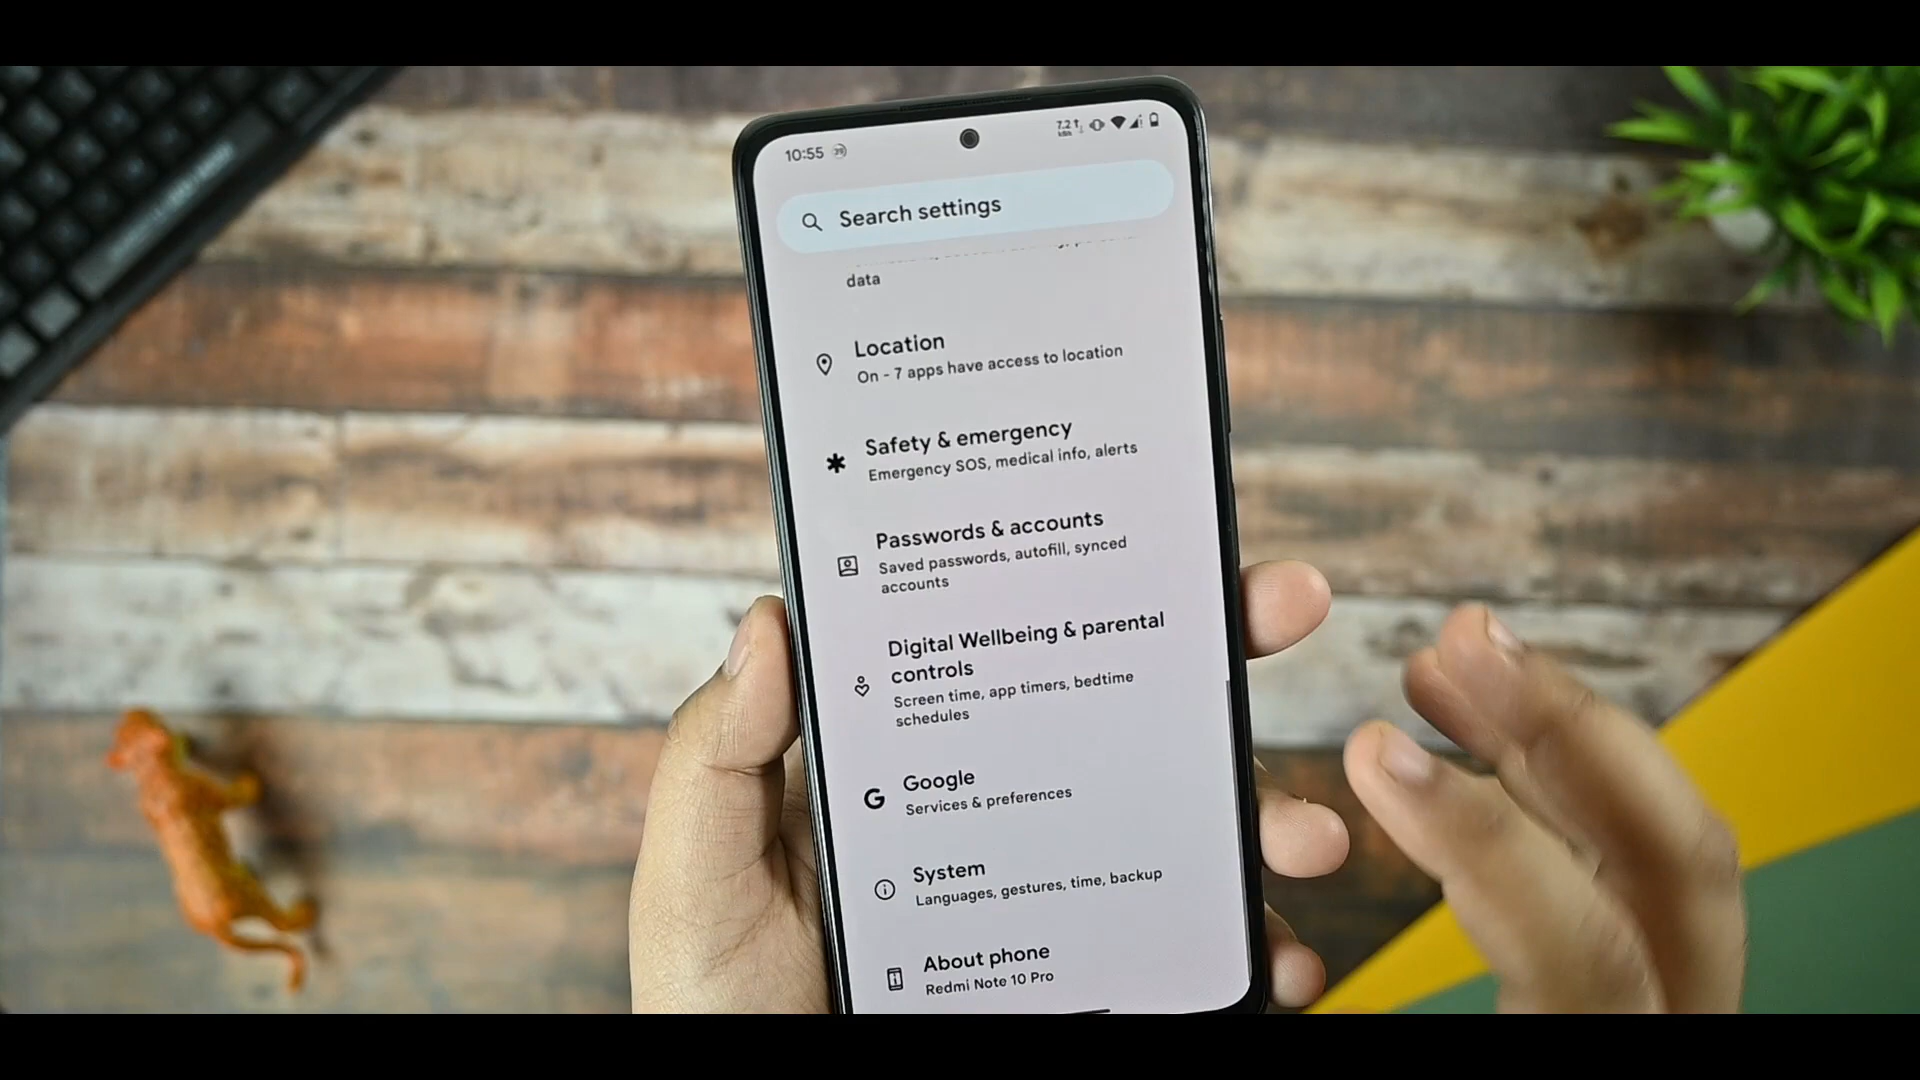 10:55
7.2
Search settings
data
Location
On - 7 apps have access to location
Safety & emergency
Emergency SOS, medical info, alerts
Passwords & accounts
Saved passwords, autofill, synced
accounts
Digital Wellbeing & parental
controls
Screen time, app timers, bedtime
schedules
Google
Services & preferences
System
Languages, gestures, time, backup
About phone
Redmi Note 10 Pro